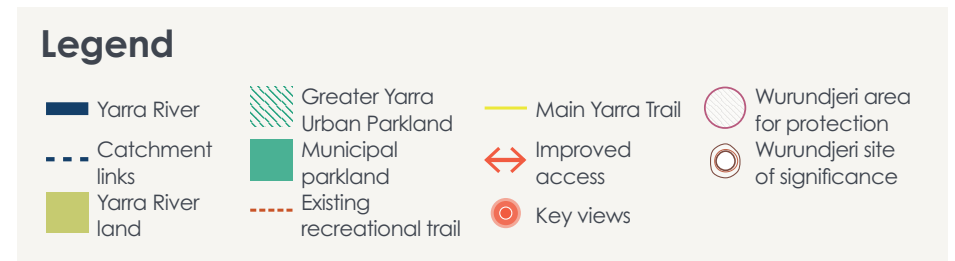 Legend
Yarra River
Catchment
links
Yarra River
land
Greater Yarra
Urban Parkland
Municipal
parkland
Existing
recreational trail
Main Yarra Trail
Improved
access
Key views
Wurundjeri area
for protection
Wurundjeri site
of significance